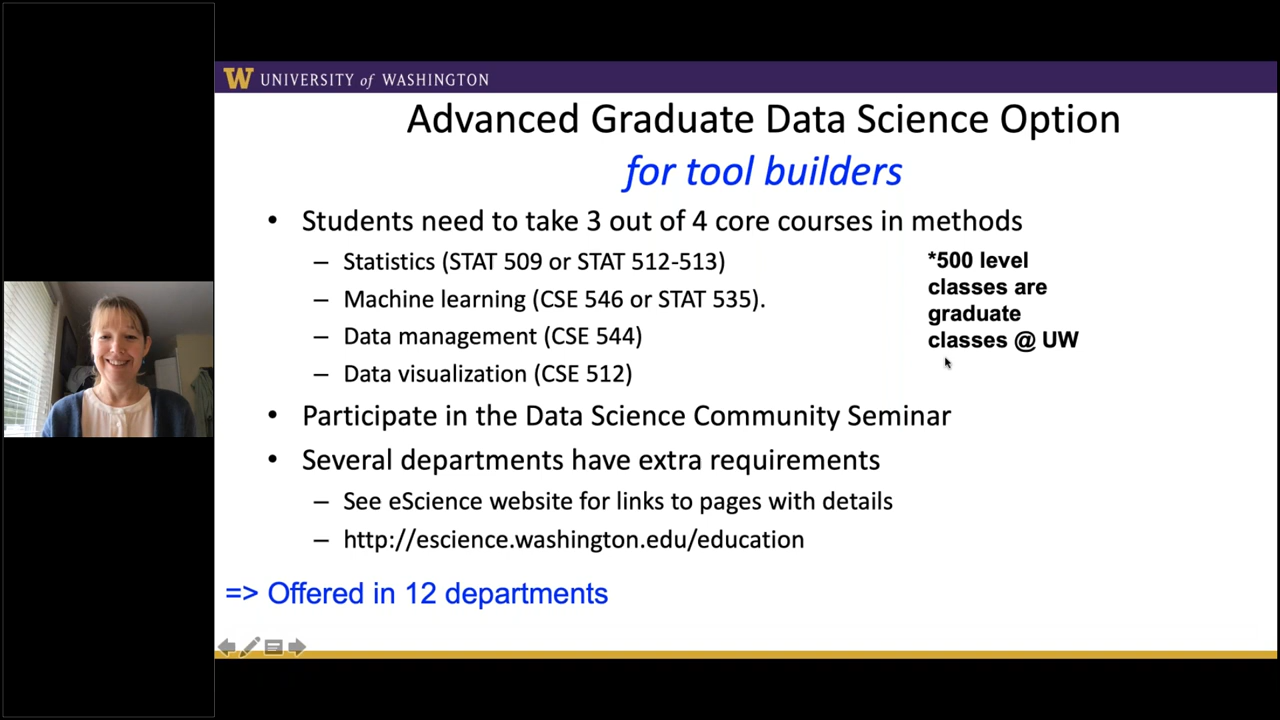 W UNIVERSITY of WASHINGTON
Advanced Graduate Data Science Option
for tool builders
• Students need to take 3 out of 4 core courses in methods
– Statistics (STAT 509 or STAT 512-513)
– Machine learning (CSE 546 or STAT 535).
– Data management (CSE 544)
– Data visualization (CSE 512)
*500 level
classes are
graduate
classes @ UW
• Participate in the Data Science Community Seminar
• Several departments have extra requirements
– See eScience website for links to pages with details
– http://escience.washington.edu/education
=> Offered in 12 departments